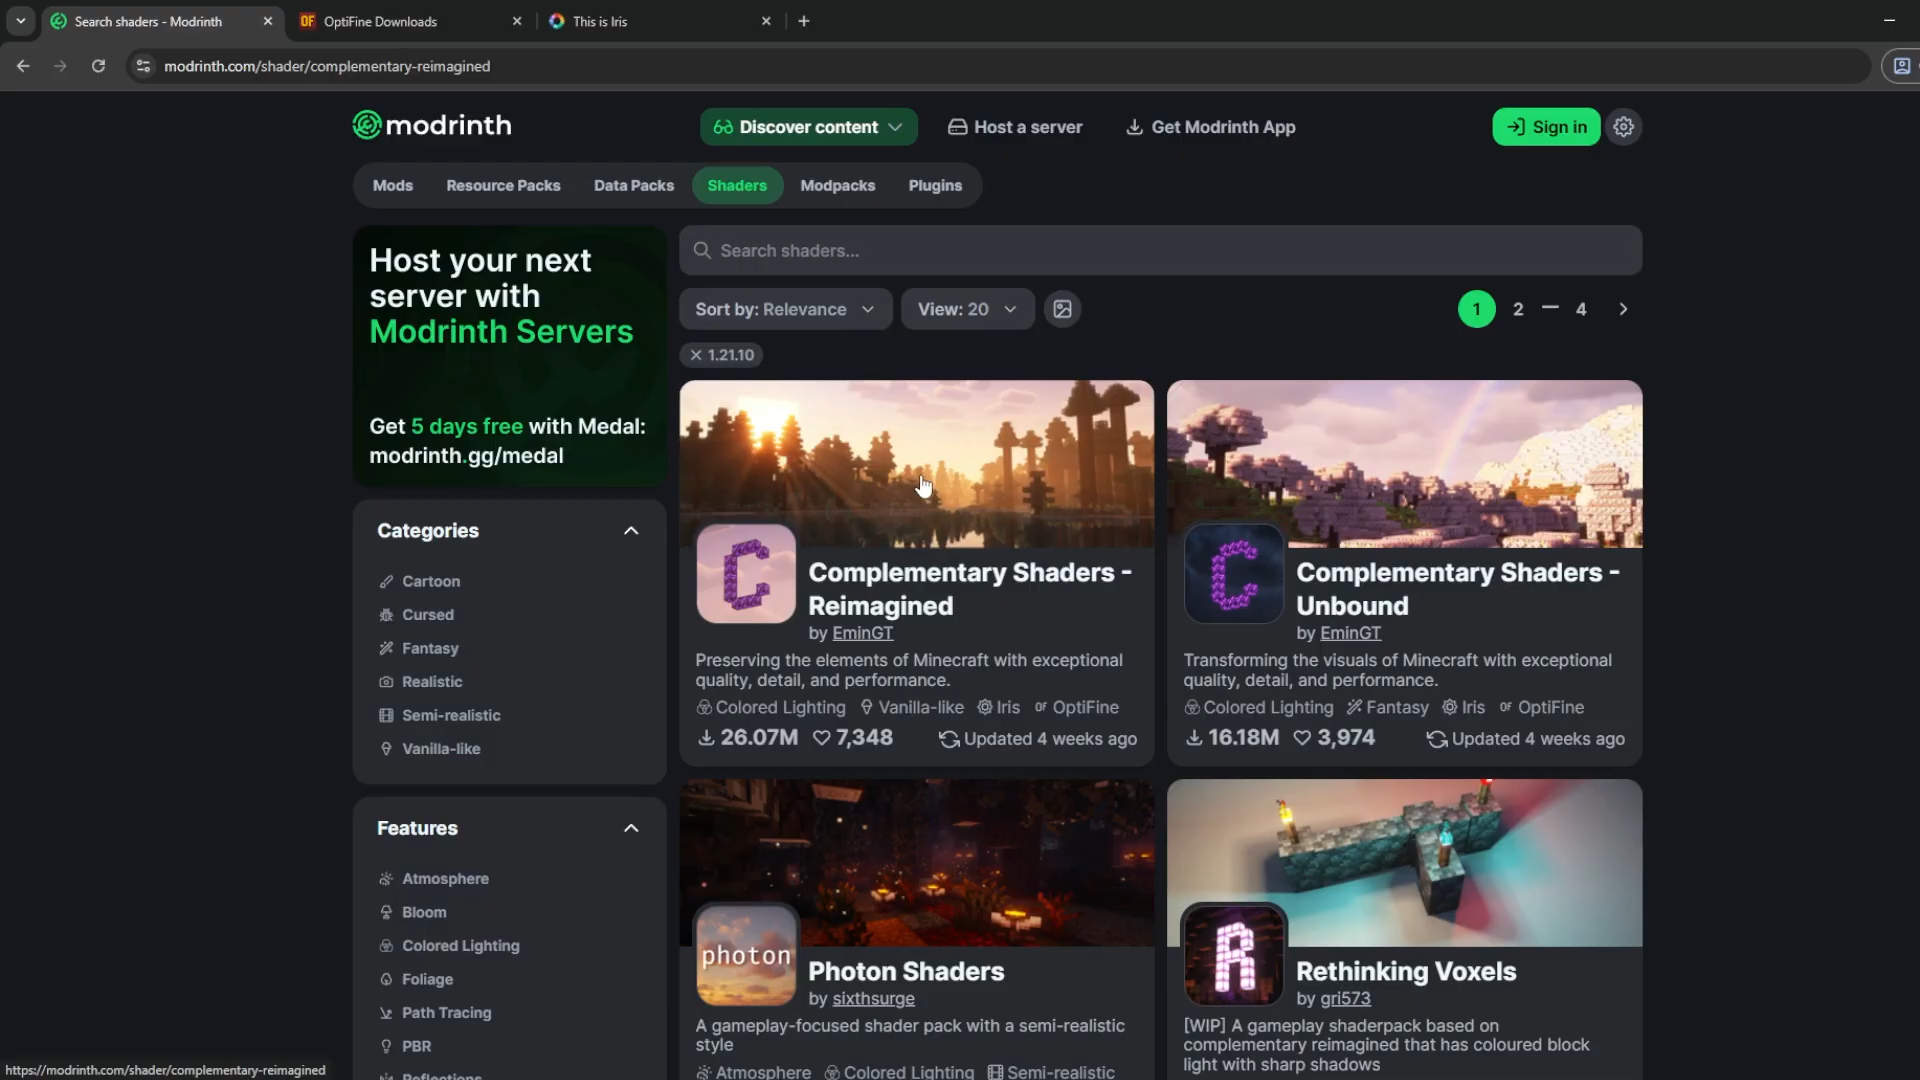 Search shaders - Modrinth
OF OptiFine Downloads
This is Iris
modrinth.com/shader/complementary-reimagined
modrinth
Discover content
Host a server
Get Modrinth App
Sign in
Mods
Resource Packs
Data Packs
Shaders
Modpacks
Plugins
Host your next
server with
Modrinth Servers
Get 5 days free with Medal:
modrinth.gg/medal
Search shaders...
Sort by: Relevance
View: 20
1 2 — 4
1.21.10
Categories
Cartoon
Cursed
Fantasy
Realistic
Semi-realistic
Vanilla-like
Features
Atmosphere
Bloom
Colored Lighting
Foliage
Path Tracing
PBR
Reflections
C
Complementary Shaders -
Reimagined
by EminGT
Preserving the elements of Minecraft with exceptional
quality, detail, and performance.
Colored Lighting Vanilla-like Iris OF OptiFine
26.07M 7,348 Updated 4 weeks ago
C
Complementary Shaders -
Unbound
by EminGT
Transforming the visuals of Minecraft with exceptional
quality, detail, and performance.
Colored Lighting Fantasy Iris OF OptiFine
16.18M 3,974 Updated 4 weeks ago
photon
Photon Shaders
by sixthsurge
A gameplay-focused shader pack with a semi-realistic
style
Atmosphere Colored Lighting Semi-realistic
R
Rethinking Voxels
by gri573
[WIP] A gameplay shaderpack based on
complementary reimagined that has coloured block
light with sharp shadows
https://modrinth.com/shader/complementary-reimagined